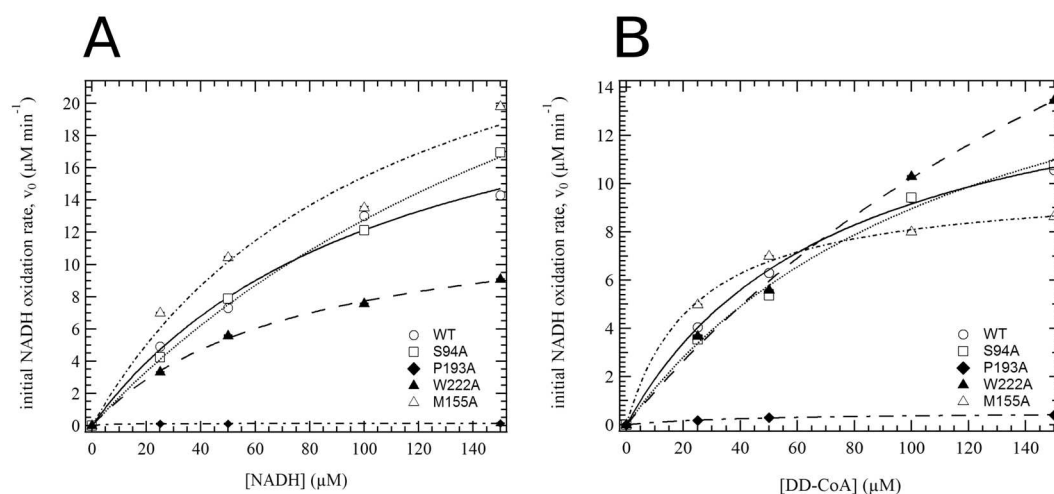 A
B
initial NADH oxidation rate, v₀ (µM min⁻¹)
20
18
16
14
12
10
8
6
4
2
0
WT
S94A
P193A
W222A
M155A
0
20
40
60
80
100
120
140
[NADH] (µM)
initial NADH oxidation rate, v₀ (µM min⁻¹)
14
12
10
8
6
4
2
0
WT
S94A
P193A
W222A
M155A
0
20
40
60
80
100
120
140
[DD-CoA] (µM)